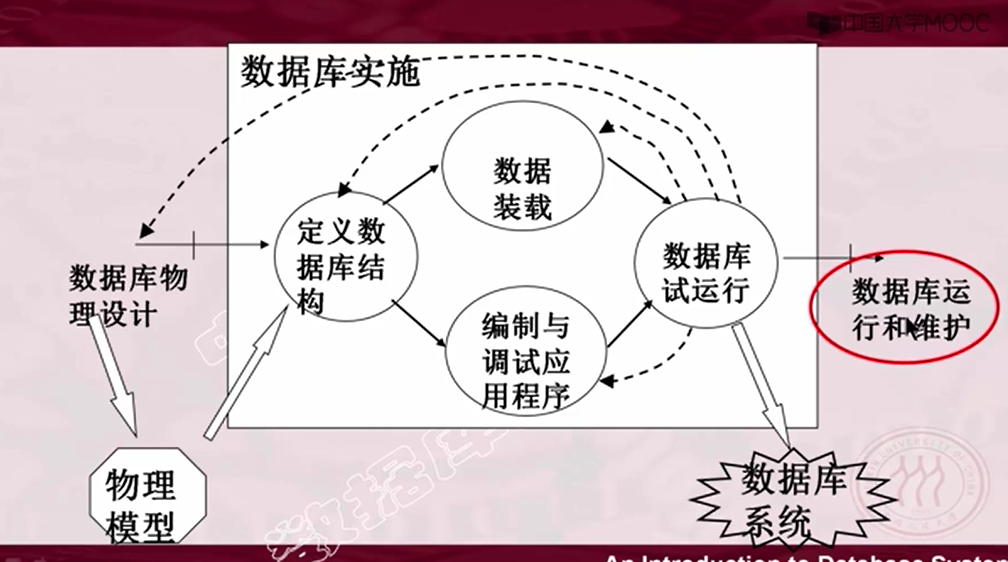 中国大学MOOC
数据库实施
数据
装载
定义数
据库结
构
数据库
试运行
数据库物
理设计
数据库运
行和维护
编制与
调试应
用程序
物理
模型
数据库
系统
数据库
An Introduction to Database System